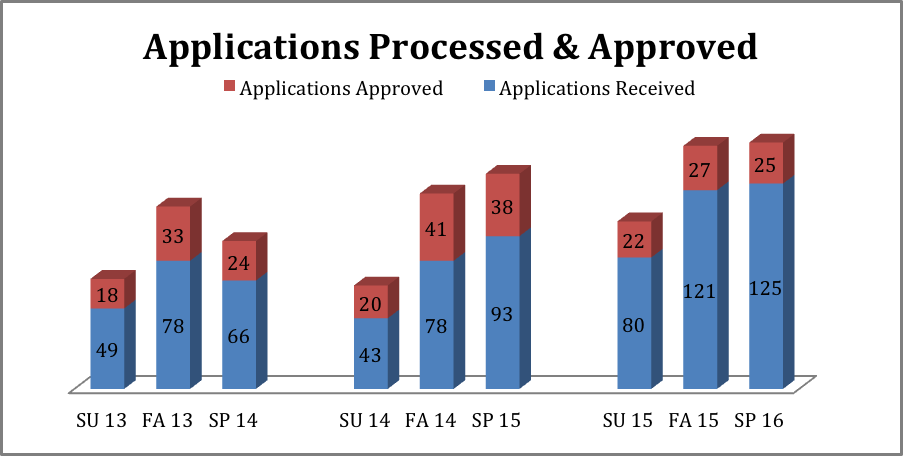 Applications Processed & Approved
Applications Approved Applications Received
18 33 24 20 41 38 22 27 25
49 78 66 43 78 93 80 121 125
SU 13 FA 13 SP 14 SU 14 FA 14 SP 15 SU 15 FA 15 SP 16